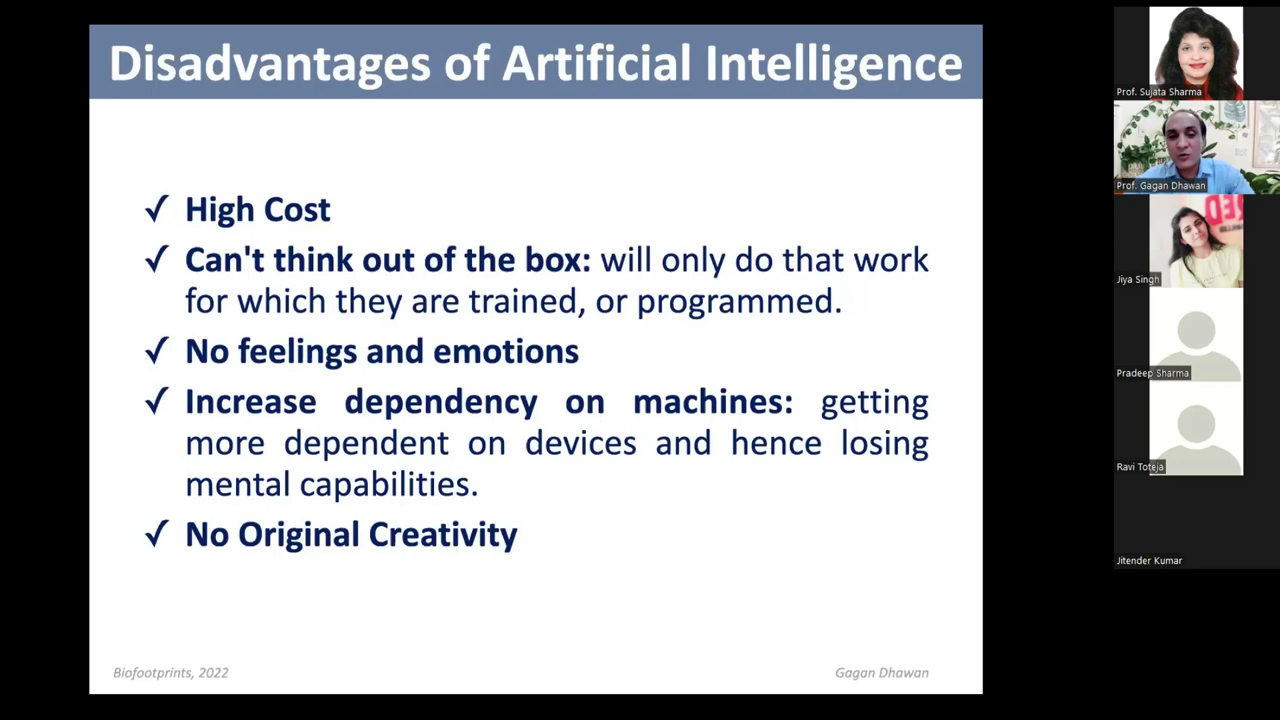 Disadvantages of Artificial Intelligence
✓ High Cost
✓ Can't think out of the box: will only do that work
for which they are trained, or programmed.
✓ No feelings and emotions
✓ Increase dependency on machines: getting
more dependent on devices and hence losing
mental capabilities.
✓ No Original Creativity
Biofootprints, 2022
Gagan Dhawan
Prof. Sujata Sharma
Prof. Gagan Dhawan
Jiya Singh
Pradeep Sharma
Ravi Toteja
Jitender Kumar